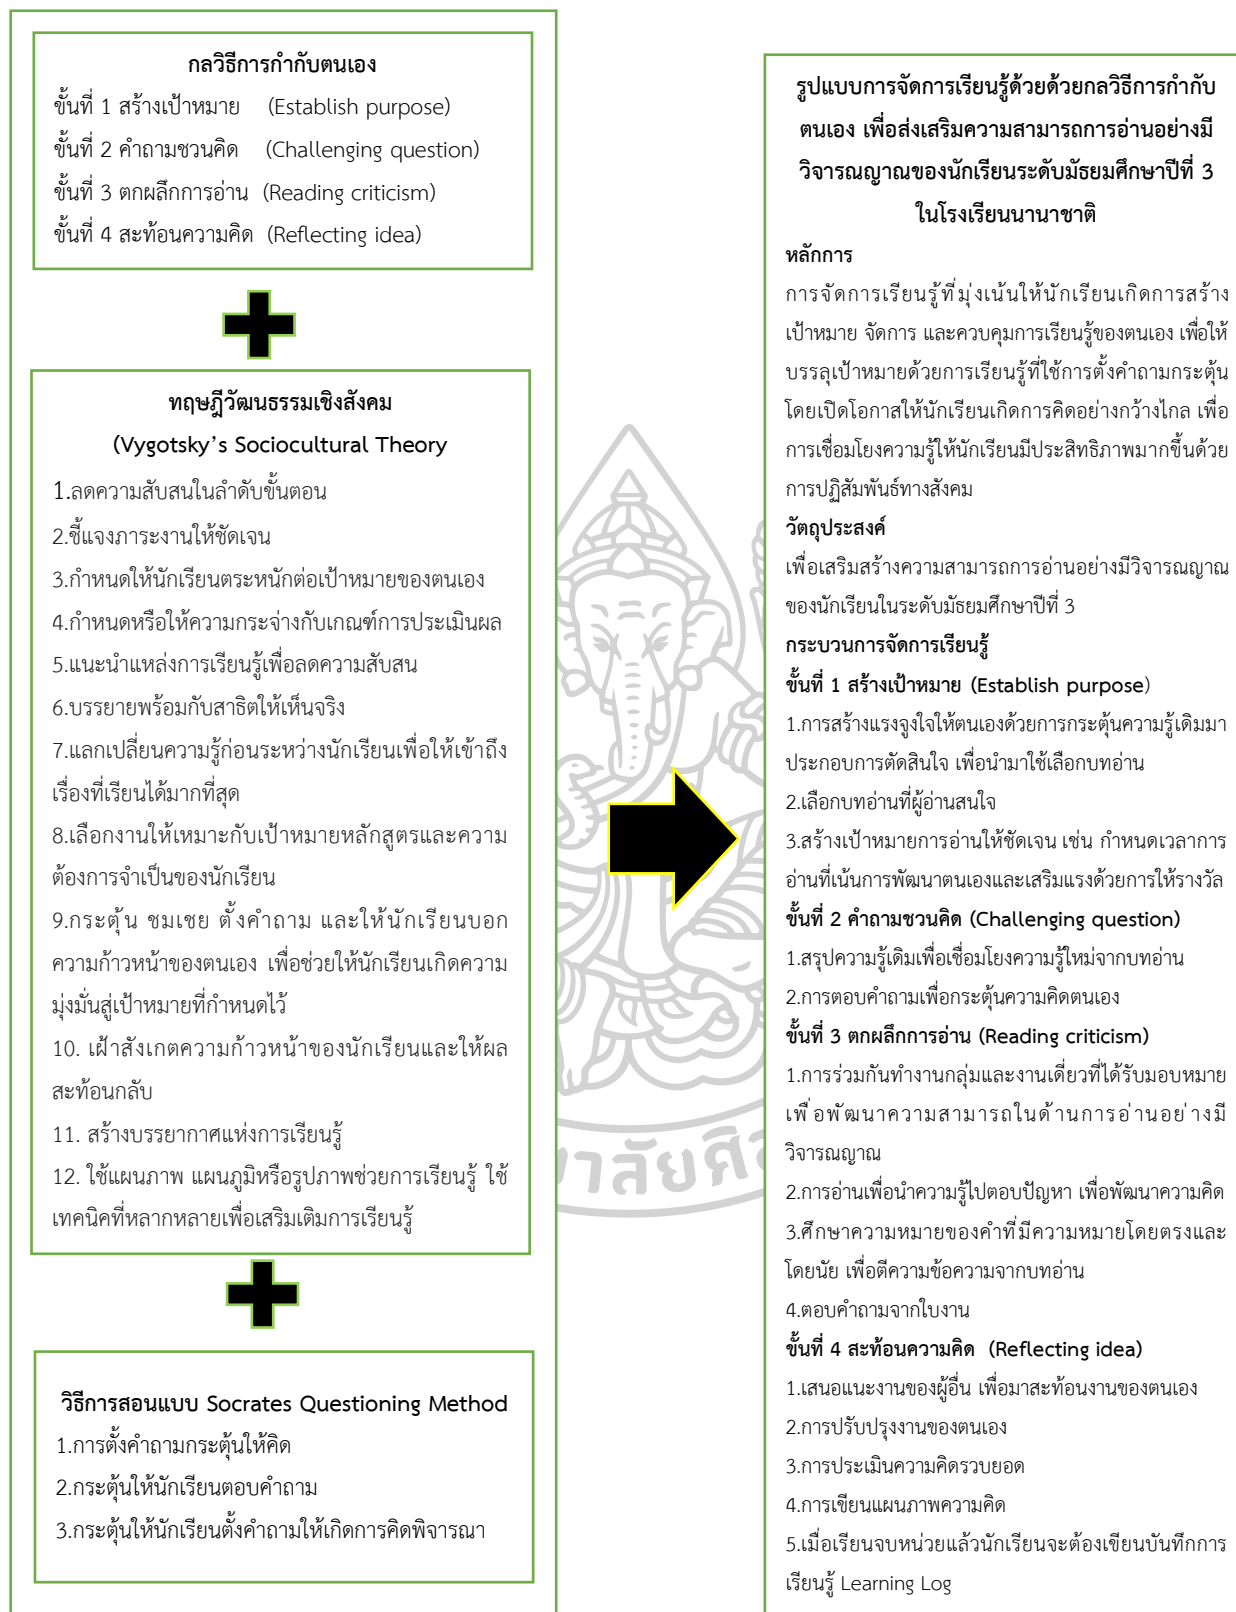 กลวิธีการกำกับตนเอง
ขั้นที่ 1 สร้างเป้าหมาย (Establish purpose)
ขั้นที่ 2 คำถามชวนคิด (Challenging question)
ขั้นที่ 3 ตกผลึกการอ่าน (Reading criticism)
ขั้นที่ 4 สะท้อนความคิด (Reflecting idea)
ทฤษฎีวัฒนธรรมเชิงสังคม
(Vygotsky's Sociocultural Theory
1.ลดความสับสนในลำดับขั้นตอน
2.ชี้แจงภาระงานให้ชัดเจน
3.กำหนดให้นักเรียนตระหนักต่อเป้าหมายของตนเอง
4.กำหนดหรือให้ความกระจ่างกับเกณฑ์การประเมินผล
5.แนะนำแหล่งการเรียนรู้เพื่อลดความสับสน
6.บรรยายพร้อมกับสาธิตให้เห็นจริง
7.แลกเปลี่ยนความรู้ก่อนระหว่างนักเรียนเพื่อให้เข้าถึง
เรื่องที่เรียนได้มากที่สุด
8.เลือกงานให้เหมาะกับเป้าหมายหลักสูตรและความ
ต้องการจำเป็นของนักเรียน
9.กระตุ้น ชมเชย ตั้งคำถาม และให้นักเรียนบอก
ความก้าวหน้าของตนเอง เพื่อช่วยให้นักเรียนเกิดความ
มุ่งมั่นสู่เป้าหมายที่กำหนดไว้
10. เฝ้าสังเกตความก้าวหน้าของนักเรียนและให้ผล
สะท้อนกลับ
11. สร้างบรรยากาศแห่งการเรียนรู้
12. ใช้แผนภาพ แผนภูมิหรือรูปภาพช่วยการเรียนรู้ ใช้
เทคนิคที่หลากหลายเพื่อเสริมเติมการเรียนรู้
วิธีการสอนแบบ Socrates Questioning Method
1.การตั้งคำถามกระตุ้นให้คิด
2.กระตุ้นให้นักเรียนตอบคำถาม
3.กระตุ้นให้นักเรียนตั้งคำถามให้เกิดการคิดพิจารณา
รูปแบบการจัดการเรียนรู้ด้วยด้วยกลวิธีการกำกับ
ตนเอง เพื่อส่งเสริมความสามารถการอ่านอย่างมี
วิจารณญาณของนักเรียนระดับมัธยมศึกษาปีที่ 3
ในโรงเรียนนานาชาติ
หลักการ
การจัดการเรียนรู้ที่มุ่งเน้นให้นักเรียนเกิดการสร้าง
เป้าหมาย จัดการ และควบคุมการเรียนรู้ของตนเอง เพื่อให้
บรรลุเป้าหมายด้วยการเรียนรู้ที่ใช้การตั้งคำถามกระตุ้น
โดยเปิดโอกาสให้นักเรียนเกิดการคิดอย่างกว้างไกล เพื่อ
การเชื่อมโยงความรู้ให้นักเรียนมีประสิทธิภาพมากขึ้นด้วย
การปฏิสัมพันธ์ทางสังคม
วัตถุประสงค์
เพื่อเสริมสร้างความสามารถการอ่านอย่างมีวิจารณญาณ
ของนักเรียนในระดับมัธยมศึกษาปีที่ 3
กระบวนการจัดการเรียนรู้
ขั้นที่ 1 สร้างเป้าหมาย (Establish purpose)
1.การสร้างแรงจูงใจให้ตนเองด้วยการกระตุ้นความรู้เดิมมา
ประกอบการตัดสินใจ เพื่อนำมาใช้เลือกบทอ่าน
2.เลือกบทอ่านที่ผู้อ่านสนใจ
3.สร้างเป้าหมายการอ่านให้ชัดเจน เช่น กำหนดเวลาการ
อ่านที่เน้นการพัฒนาตนเองและเสริมแรงด้วยการให้รางวัล
ขั้นที่ 2 คำถามชวนคิด (Challenging question)
1.สรุปความรู้เดิมเพื่อเชื่อมโยงความรู้ใหม่จากบทอ่าน
2.การตอบคำถามเพื่อกระตุ้นความคิดตนเอง
ขั้นที่ 3 ตกผลึกการอ่าน (Reading criticism)
1.การร่วมกันทำงานกลุ่มและงานเดี่ยวที่ได้รับมอบหมาย
เพื่อพัฒนาความสามารถในด้านการอ่านอย่างมี
วิจารณญาณ
2.การอ่านเพื่อนำความรู้ไปตอบปัญหา เพื่อพัฒนาความคิด
3.ศึกษาความหมายของคำที่มีความหมายโดยตรงและ
โดยนัย เพื่อตีความข้อความจากบทอ่าน
4.ตอบคำถามจากใบงาน
ขั้นที่ 4 สะท้อนความคิด (Reflecting idea)
1.เสนอแนะงานของผู้อื่น เพื่อมาสะท้อนงานของตนเอง
2.การปรับปรุงงานของตนเอง
3.การประเมินความคิดรวบยอด
4.การเขียนแผนภาพความคิด
5.เมื่อเรียนจบหน่วยแล้วนักเรียนจะต้องเขียนบันทึกการ
เรียนรู้ Learning Log